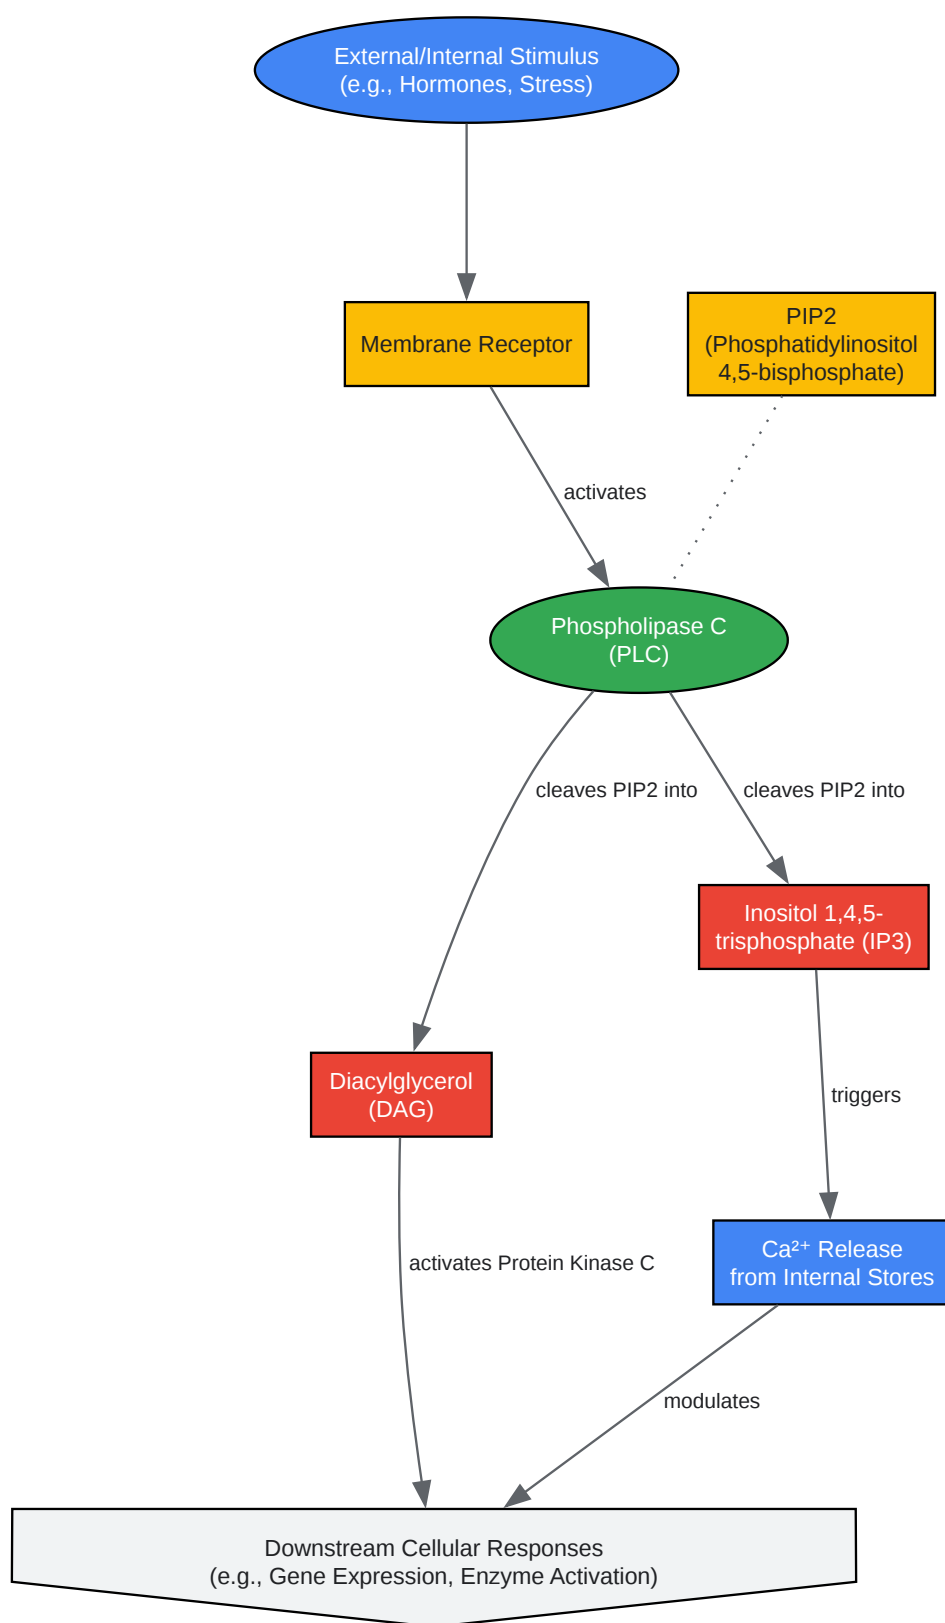 External/Internal Stimulus
(e.g., Hormones, Stress)
Membrane Receptor
PIP2
(Phosphatidylinositol
4,5-bisphosphate)
activates
Phospholipase C
(PLC)
cleaves PIP2 into
cleaves PIP2 into
Inositol 1,4,5-
trisphosphate (IP3)
Diacylglycerol
(DAG)
triggers
activates Protein Kinase C
Ca²⁺ Release
from Internal Stores
modulates
Downstream Cellular Responses
(e.g., Gene Expression, Enzyme Activation)